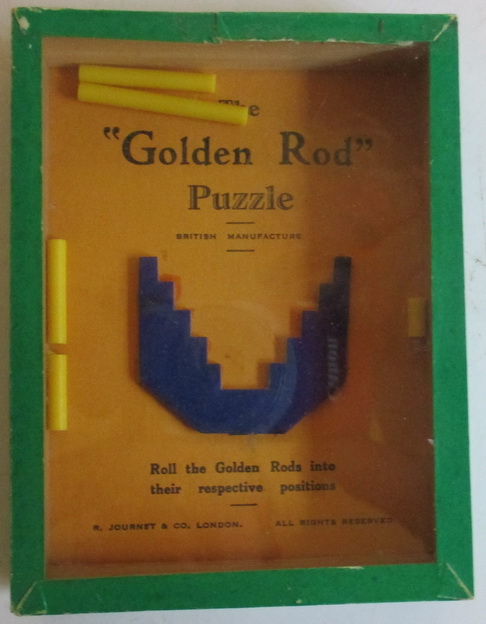 The
"Golden Rod"
Puzzle
BRITISH MANUFACTURE
Roll the Golden Rods into
their respective positions
R. JOURNET & CO, LONDON. ALL RIGHTS RESERVED